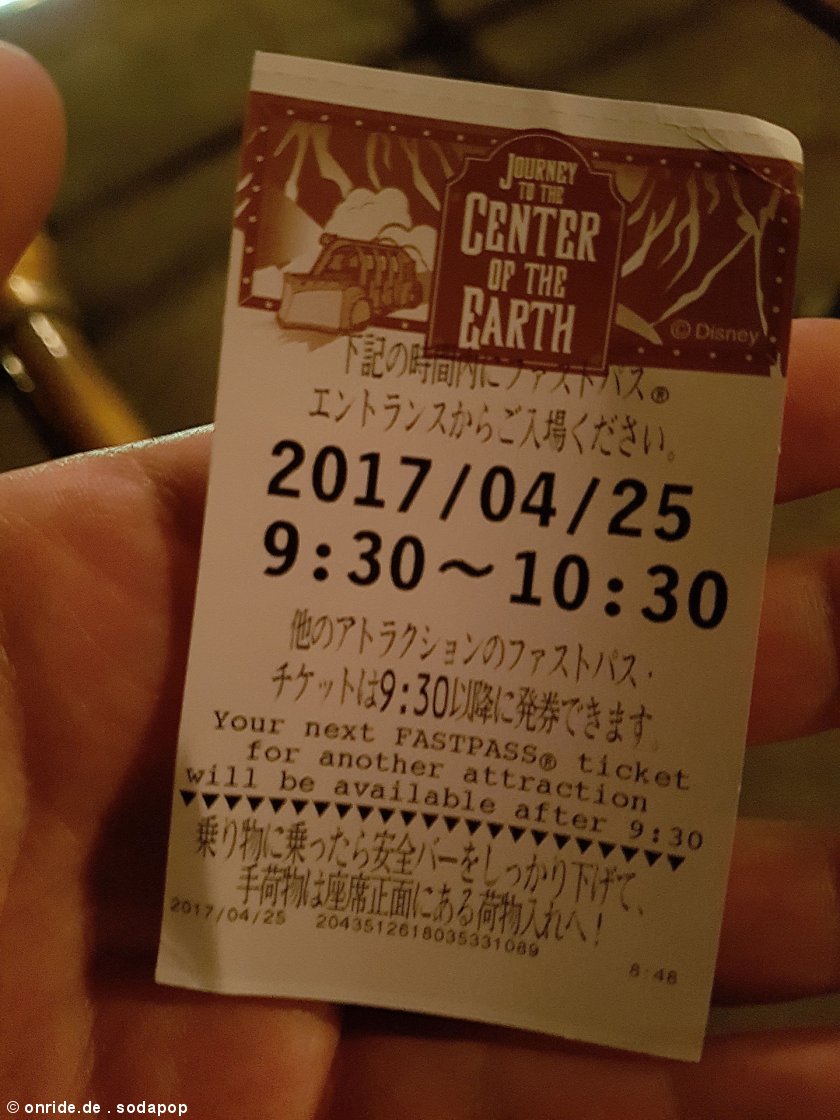 JOURNEY
TO THE
CENTER
OF THE
EARTH
© Disney
下記の時間内にファストパス®
エントランスからご入場ください。
2017/04/25
9:30～10:30
他のアトラクションのファストパス・
チケットは9:30以降に発券できます。
Your next FASTPASS® ticket
for another attraction
will be available after 9:30
▼▼▼▼▼▼▼▼▼▼▼▼▼▼▼▼▼▼▼▼▼▼▼
乗り物に乗ったら安全バーをしっかり下げて、
手荷物は座席正面にある荷物入れへ！
2017/04/25 2043512618035331089
8:48
© onride.de . sodapop